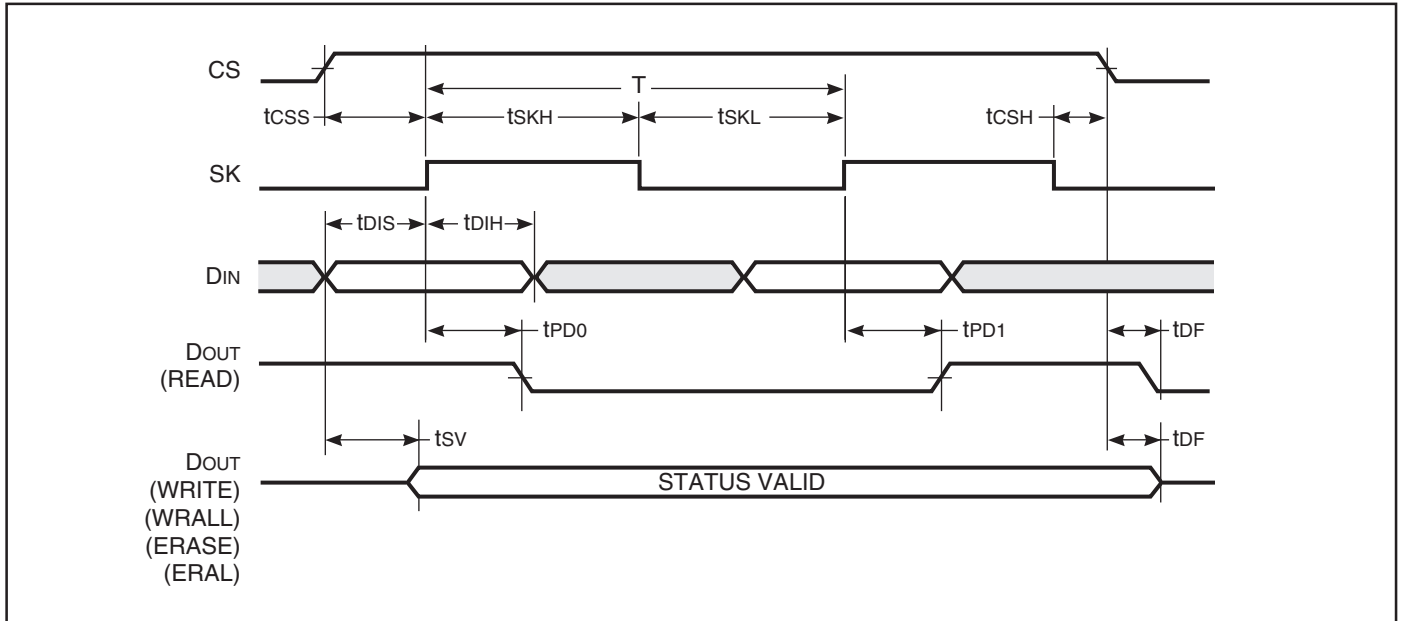 CS
T
tCSS
tSKH
tSKL
tCSH
SK
tDIS
tDIH
DIN
tPD0
tPD1
tDF
DOUT
(READ)
tSV
tDF
DOUT
(WRITE)
(WRALL)
(ERASE)
(ERAL)
STATUS VALID